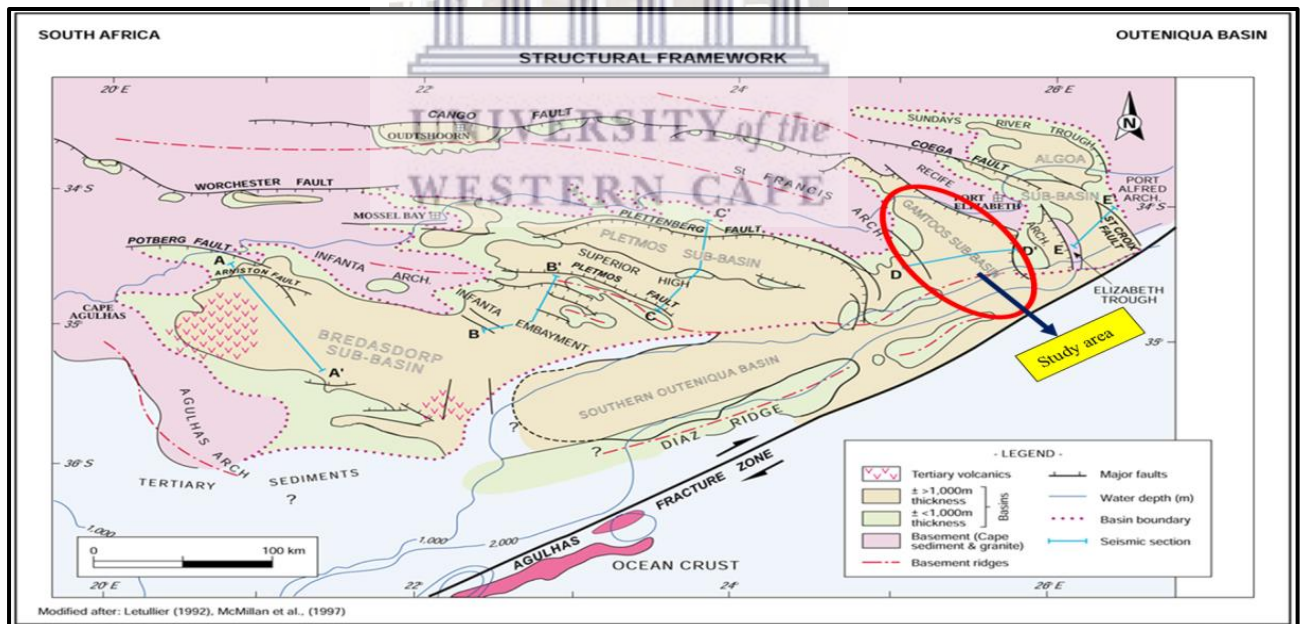 SOUTH AFRICA
OUTENIQUA BASIN
STRUCTURAL FRAMEWORK
UNIVERSITY of the
WESTERN CAPE
20° E
22°
24°
26° E
CANGO FAULT
OUDTSHOORN
SUNDAYS RIVER TROUGH
COEGA FAULT
ALGOA
SUB-BASIN
N
34° S
WORCHESTER FAULT
ST FRANCIS
ARCH
RECIFE
ARCH
PORT
ELIZABETH
PORT
ALFRED
ARCH.
34° S
MOSSEL BAY
PLETTENBERG FAULT
C'
GAMTOOS SUB-BASIN
E'
ST CROIX
FAULT
POTBERG FAULT
A
ARNISTON FAULT
INFANTA
ARCH.
PLETMOS SUB-BASIN
SUPERIOR
HIGH
PLETMOS
FAULT
B'
C
D
D'
E
ELIZABETH
TROUGH
CAPE
AGULHAS
35°
INFANTA
EMBAYMENT
B
BREDASDORP
SUB-BASIN
A'
35°
Study area
SOUTHERN OUTENIQUA BASIN
AGULHAS
ARCH
?
?
DIAZ RIDGE
36° S
TERTIARY SEDIMENTS
?
AGULHAS FRACTURE ZONE
OCEAN CRUST
1,000
1,000
2,000
0 100 km
- LEGEND -
Tertiary volcanics
± >1,000m
thickness
± <1,000m
thickness
Basins
Basement (Cape
sediment & granite)
Major faults
Water depth (m)
Basin boundary
Seismic section
Basement ridges
20° E
22°
24°
26° E
Modified after: Letullier (1992), McMillan et al., (1997)